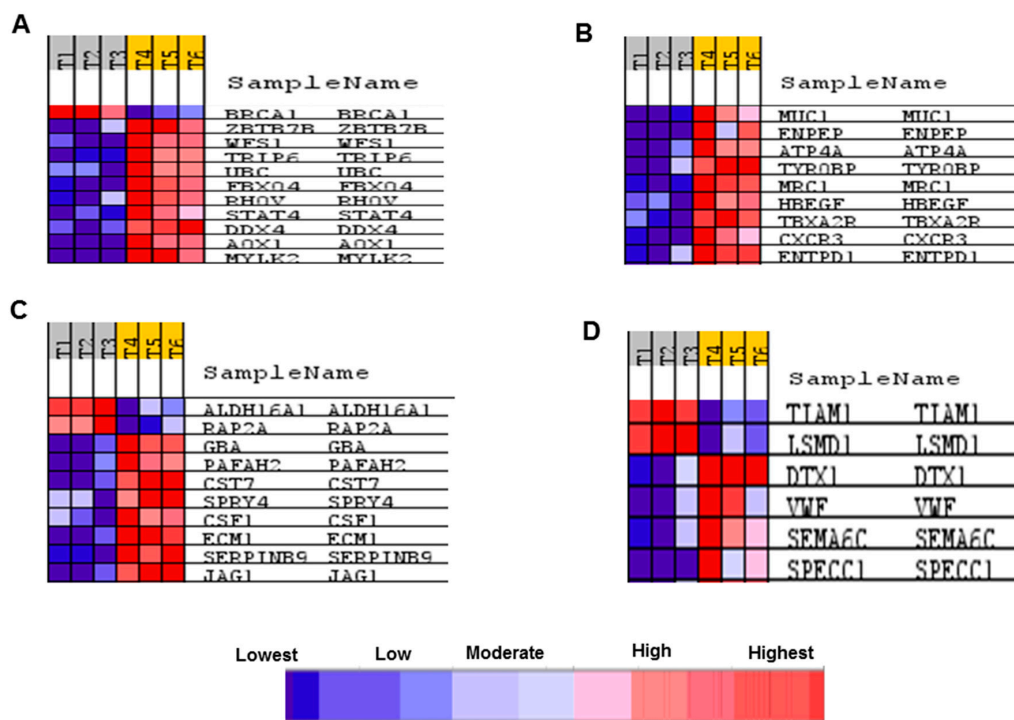 A
T1 T2 T3 T4 T5 T6
SampleName
BRCA1 BRCA1
ZBTB7B ZBTB7B
WFS1 WFS1
TRIP6 TRIP6
UBC UBC
FBXO4 FBXO4
RHOV RHOV
STAT4 STAT4
DDX4 DDX4
AOX1 AOX1
MYLK2 MYLK2
B
T1 T2 T3 T4 T5 T6
SampleName
MUC1 MUC1
ENPEP ENPEP
ATP4A ATP4A
TYROBP TYROBP
MRC1 MRC1
HBEGF HBEGF
TBXA2R TBXA2R
CXCR3 CXCR3
ENTPD1 ENTPD1
C
T1 T2 T3 T4 T5 T6
SampleName
ALDH16A1 ALDH16A1
RAP2A RAP2A
GBA GBA
PAFAH2 PAFAH2
CST7 CST7
SPRY4 SPRY4
CSF1 CSF1
ECM1 ECM1
SERPINB9 SERPINB9
JAG1 JAG1
D
T1 T2 T3 T4 T5 T6
SampleName
TIAM1 TIAM1
LSMD1 LSMD1
DTX1 DTX1
VWF VWF
SEMA6C SEMA6C
SPECC1 SPECC1
Lowest Low Moderate High Highest